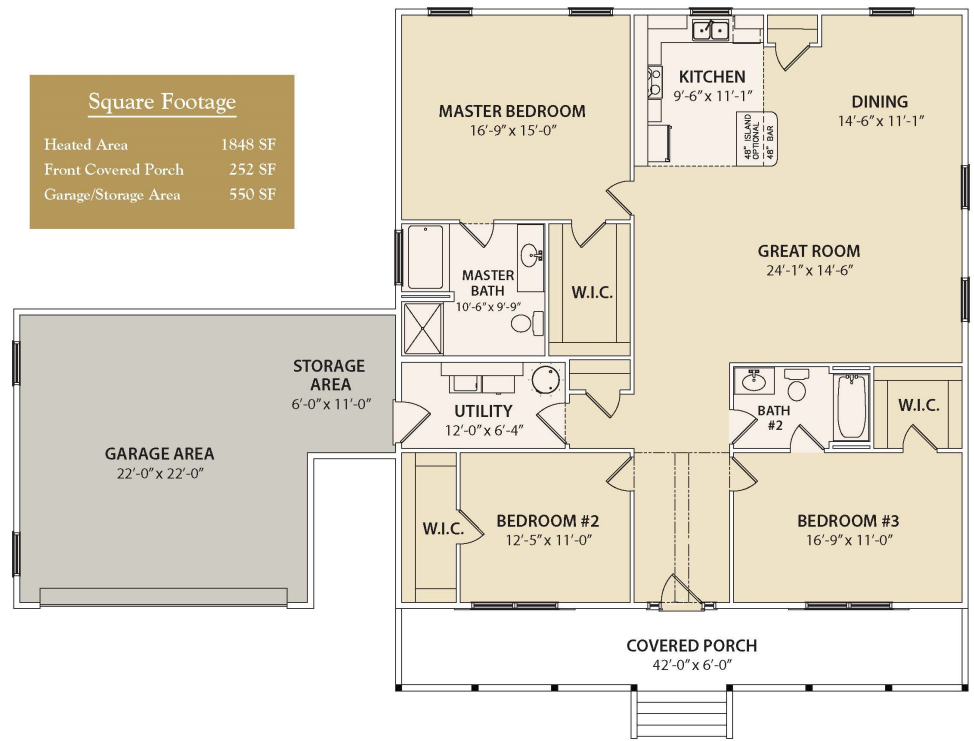 Square Footage
Heated Area 1848 SF
Front Covered Porch 252 SF
Garage/Storage Area 550 SF
MASTER BEDROOM
16'-9" x 15'-0"
KITCHEN
9'-6" x 11'-1"
48" ISLAND
OPTIONAL
48" BAR
DINING
14'-6" x 11'-1"
GREAT ROOM
24'-1" x 14'-6"
MASTER
BATH
10'-6" x 9'-9"
W.I.C.
STORAGE
AREA
6'-0" x 11'-0"
UTILITY
12'-0" x 6'-4"
BATH
#2
W.I.C.
GARAGE AREA
22'-0" x 22'-0"
W.I.C.
BEDROOM #2
12'-5" x 11'-0"
BEDROOM #3
16'-9" x 11'-0"
COVERED PORCH
42'-0" x 6'-0"